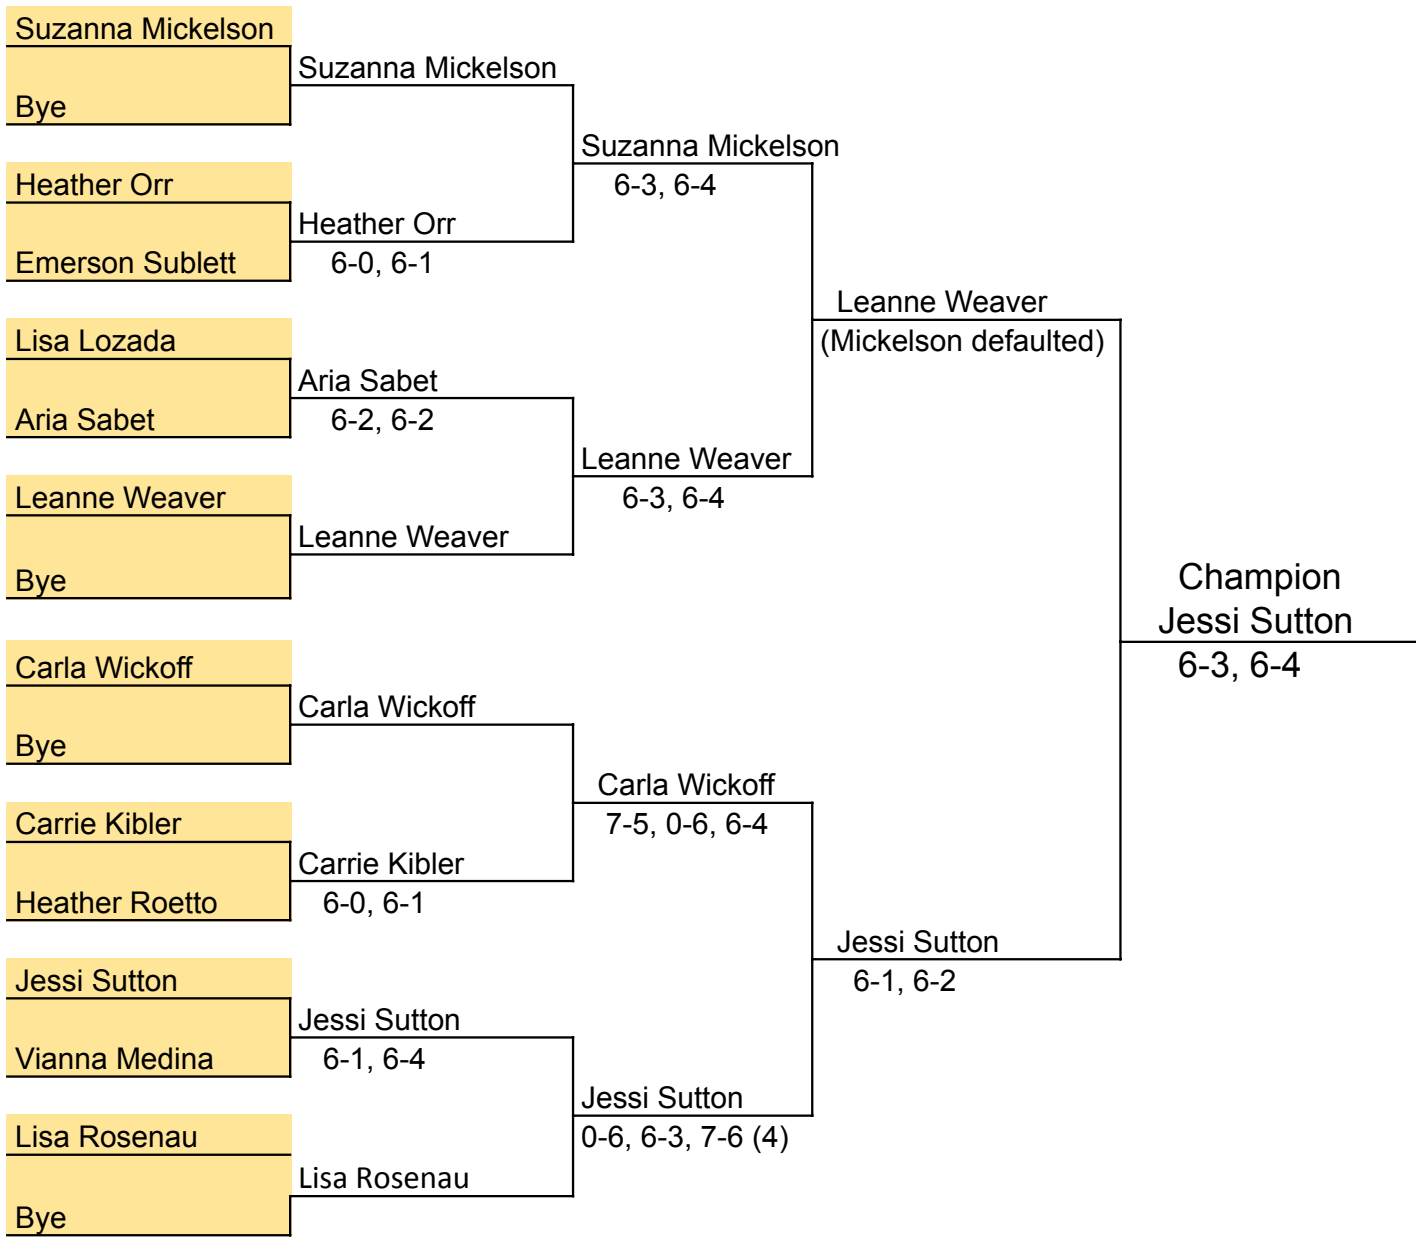 Suzanna Mickelson
Bye
Heather Orr
Emerson Sublett
Lisa Lozada
Aria Sabet
Leanne Weaver
Bye
Carla Wickoff
Bye
Carrie Kibler
Heather Roetto
Jessi Sutton
Vianna Medina
Lisa Rosenau
Bye
Suzanna Mickelson
Heather Orr
6-0, 6-1
Aria Sabet
6-2, 6-2
Leanne Weaver
Carla Wickoff
Carrie Kibler
6-0, 6-1
Jessi Sutton
6-1, 6-4
Lisa Rosenau
Suzanna Mickelson
6-3, 6-4
Leanne Weaver
6-3, 6-4
Carla Wickoff
7-5, 0-6, 6-4
Jessi Sutton
0-6, 6-3, 7-6 (4)
Leanne Weaver
(Mickelson defaulted)
Jessi Sutton
6-1, 6-2
Champion
Jessi Sutton
6-3, 6-4